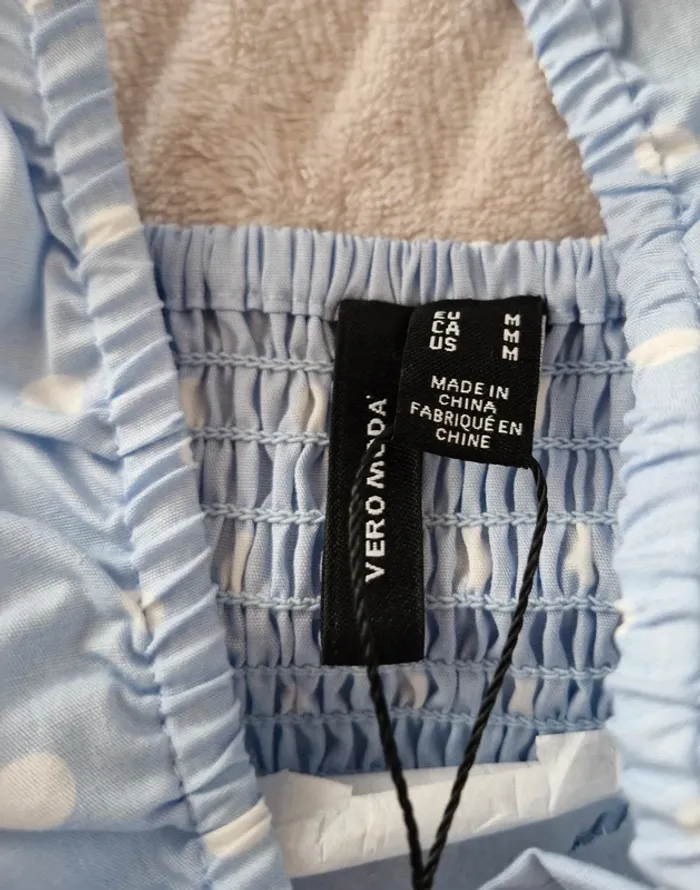 EU M
CA M
US M
MADE IN
CHINA
FABRIQUÉ EN
CHINE
VERO MODA